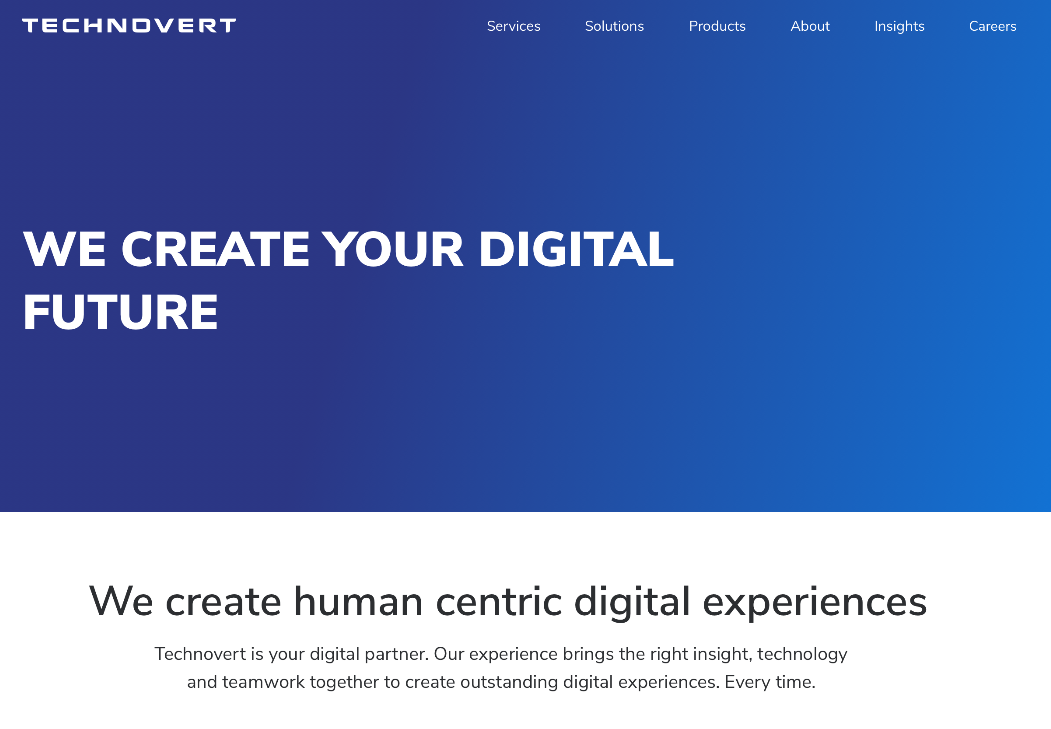 TECHNOVERT
Services Solutions Products About Insights Careers
WE CREATE YOUR DIGITAL
FUTURE
We create human centric digital experiences
Technovert is your digital partner. Our experience brings the right insight, technology
and teamwork together to create outstanding digital experiences. Every time.